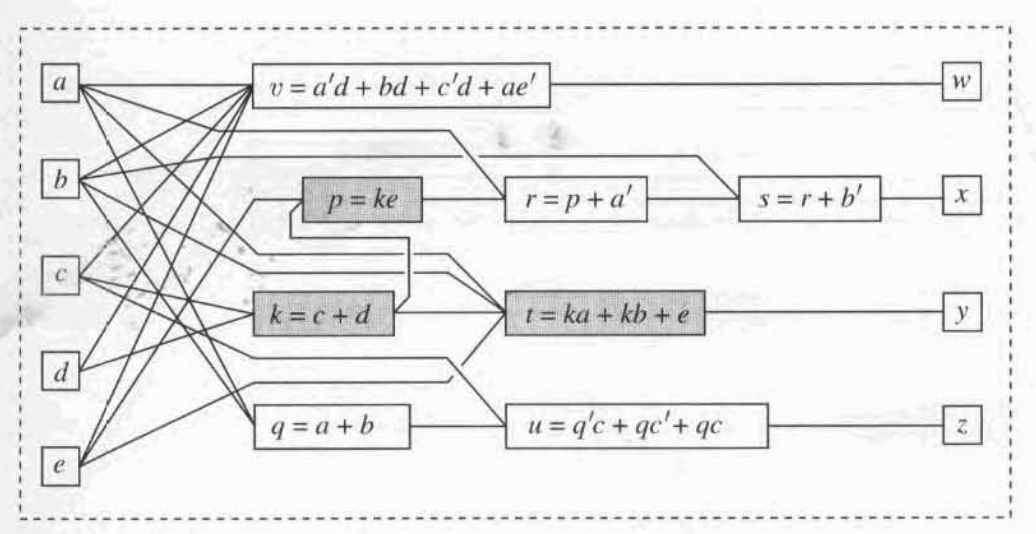 a
v = a′d + bd + c′d + ae′
w
b
p = ke
r = p + a′
s = r + b′
x
c
k = c + d
t = ka + kb + e
y
d
q = a + b
u = q′c + qc′ + qc
z
e